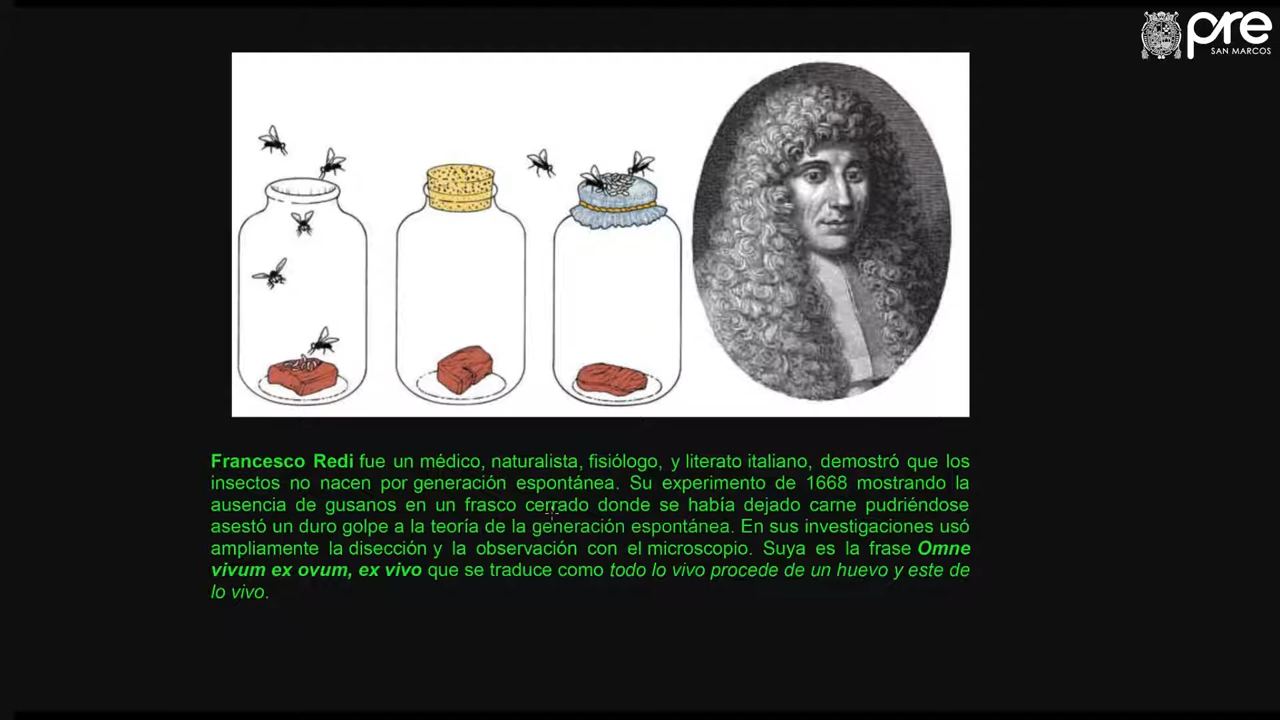 pre
SAN MARCOS
Francesco Redi fue un médico, naturalista, fisiólogo, y literato italiano, demostró que los
insectos no nacen por generación espontánea. Su experimento de 1668 mostrando la
ausencia de gusanos en un frasco cerrado donde se había dejado carne pudriéndose
asestó un duro golpe a la teoría de la generación espontánea. En sus investigaciones usó
ampliamente la disección y la observación con el microscopio. Suya es la frase Omne
vivum ex ovum, ex vivo que se traduce como todo lo vivo procede de un huevo y este de
lo vivo.